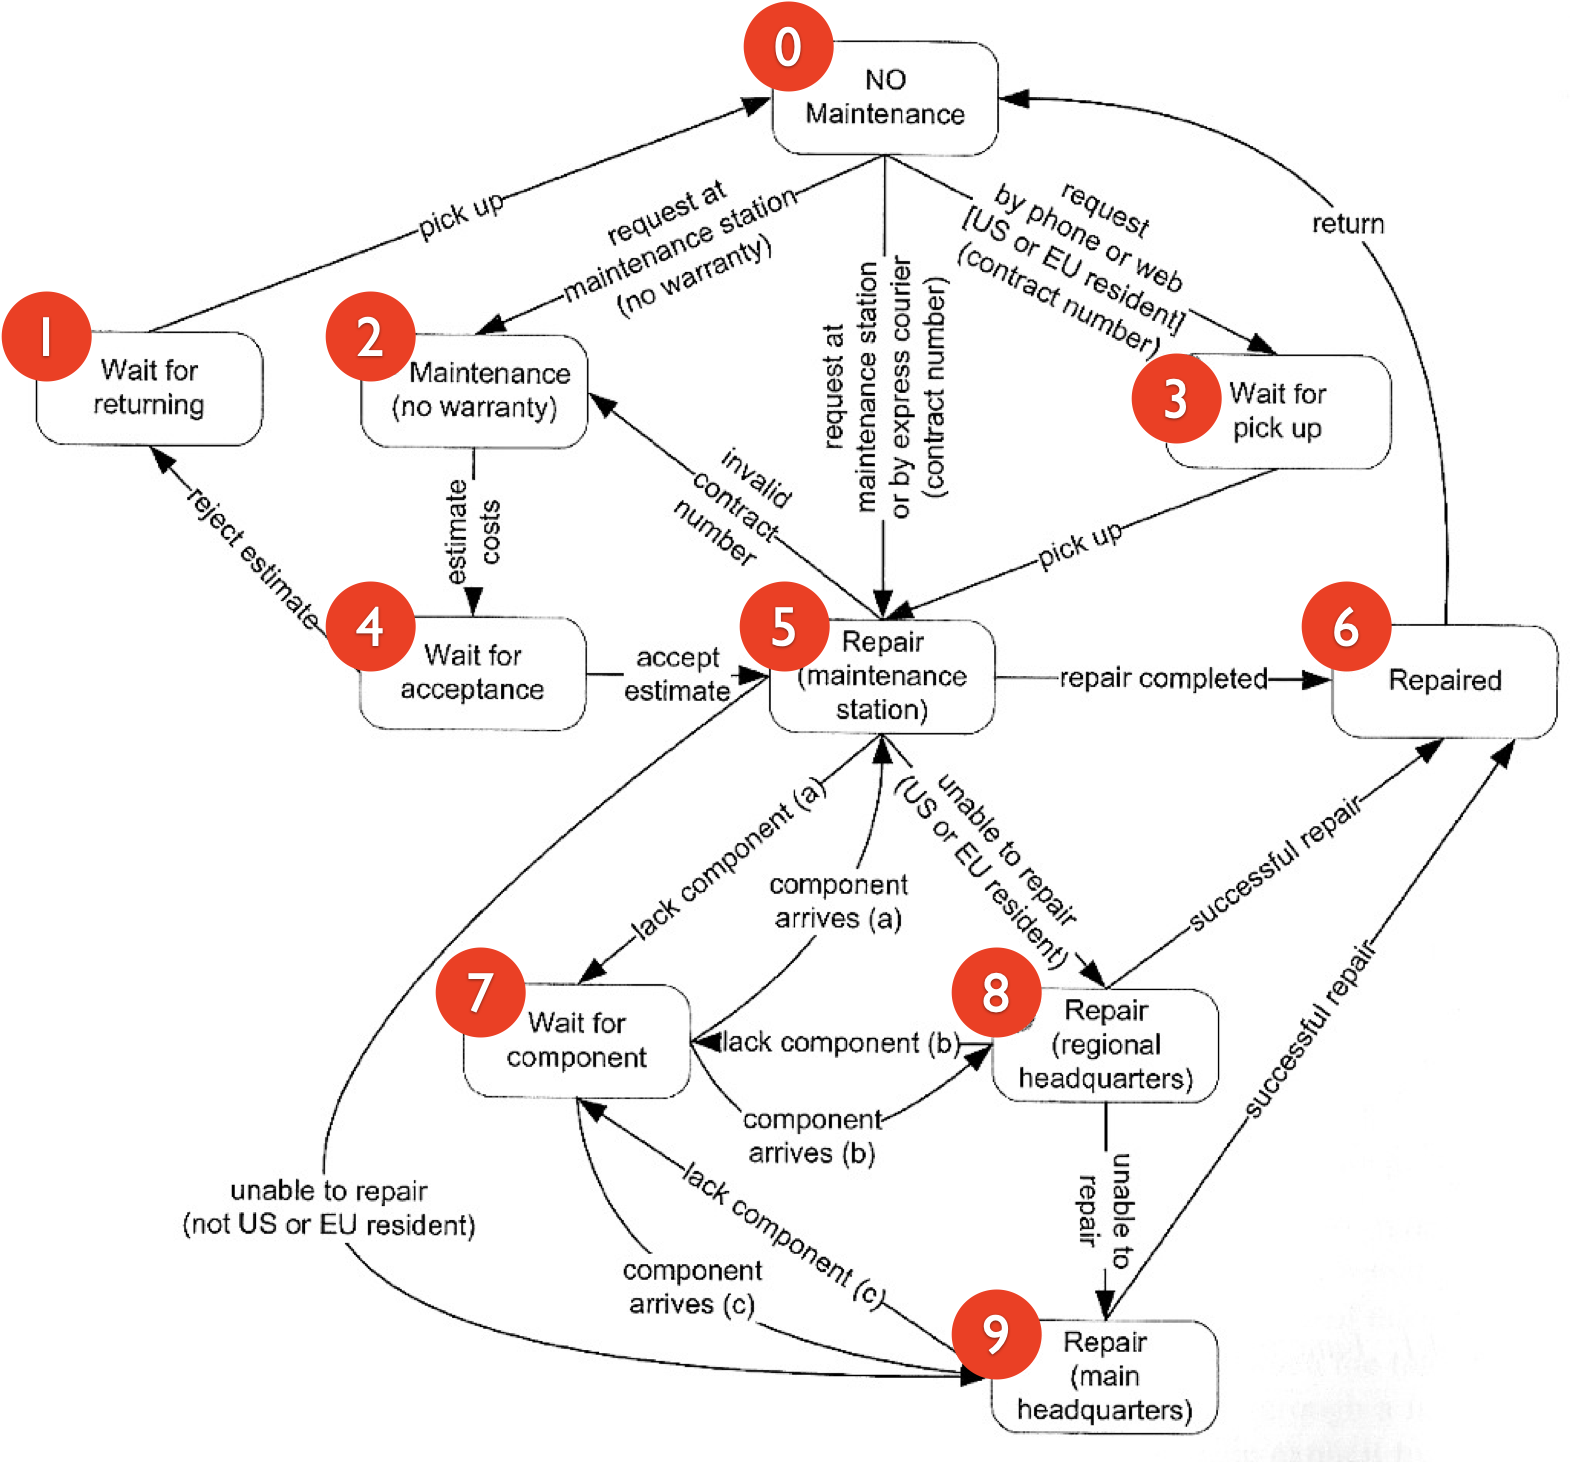 0
NO
Maintenance
pick up
request at
maintenance station
(no warranty)
request at
maintenance station
or by express courier
(contract number)
request
by phone or web
[US or EU resident]
(contract number)
return
1
Wait for
returning
2
Maintenance
(no warranty)
3
Wait for
pick up
reject estimate
estimate
costs
invalid
contract
number
pick up
4
Wait for
acceptance
accept
estimate
5
Repair
(maintenance
station)
repair completed
6
Repaired
lack component (a)
component
arrives (a)
unable to repair
(US or EU resident)
successful repair
successful repair
7
Wait for
component
lack component (b)
component
arrives (b)
8
Repair
(regional
headquarters)
unable to repair
(not US or EU resident)
lack component (c)
component
arrives (c)
unable to
repair
9
Repair
(main
headquarters)